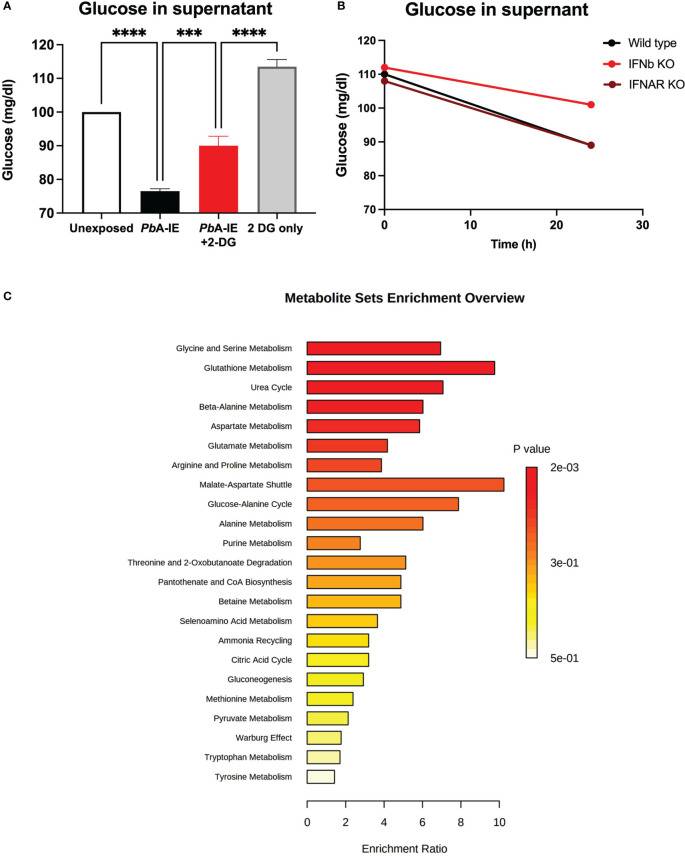 A
Glucose in supernatant
****
***
****
120
110
100
90
80
70
Glucose (mg/dl)
Unexposed
PbA-IE
PbA-IE
+2-DG
2 DG only
B
Glucose in supernant
120
110
100
90
80
70
Glucose (mg/dl)
0
10
20
30
Time (h)
Wild type
IFNb KO
IFNAR KO
C
Metabolite Sets Enrichment Overview
Glycine and Serine Metabolism
Glutathione Metabolism
Urea Cycle
Beta-Alanine Metabolism
Aspartate Metabolism
Glutamate Metabolism
Arginine and Proline Metabolism
Malate-Aspartate Shuttle
Glucose-Alanine Cycle
Alanine Metabolism
Purine Metabolism
Threonine and 2-Oxobutanoate Degradation
Pantothenate and CoA Biosynthesis
Betaine Metabolism
Selenoamino Acid Metabolism
Ammonia Recycling
Citric Acid Cycle
Gluconeogenesis
Methionine Metabolism
Pyruvate Metabolism
Warburg Effect
Tryptophan Metabolism
Tyrosine Metabolism
0
2
4
6
8
10
Enrichment Ratio
P value
2e-03
3e-01
5e-01